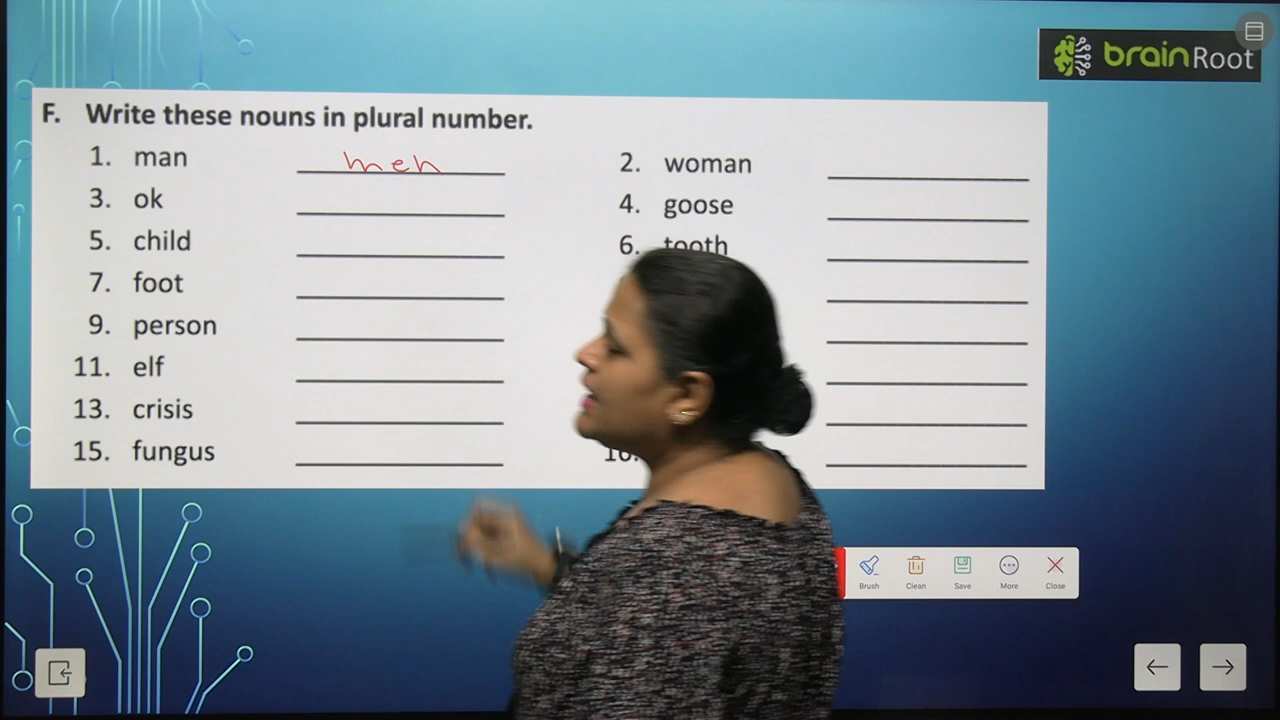 brainRoot
F. Write these nouns in plural number.
1. man men 2. woman
3. ok 4. goose
5. child 6. tooth
7. foot
9. person
11. elf
13. crisis
15. fungus 16.
Brush Clean Save More Close